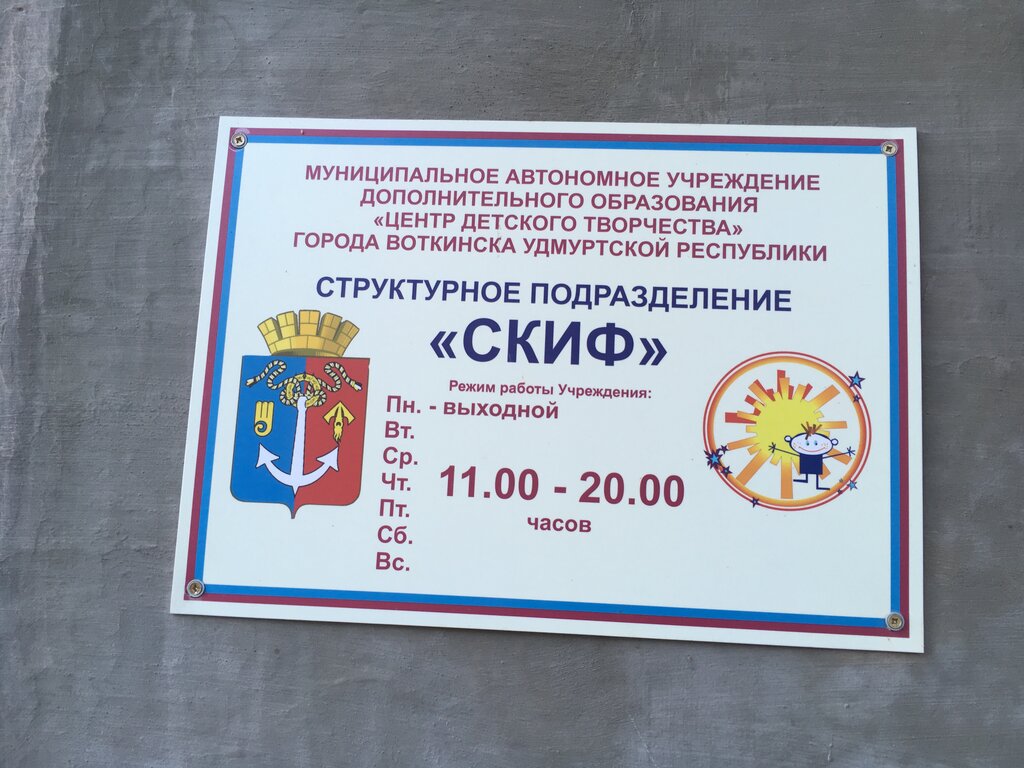 МУНИЦИПАЛЬНОЕ АВТОНОМНОЕ УЧРЕЖДЕНИЕ
ДОПОЛНИТЕЛЬНОГО ОБРАЗОВАНИЯ
«ЦЕНТР ДЕТСКОГО ТВОРЧЕСТВА»
ГОРОДА ВОТКИНСКА УДМУРТСКОЙ РЕСПУБЛИКИ
СТРУКТУРНОЕ ПОДРАЗДЕЛЕНИЕ
«СКИФ»
Режим работы Учреждения:
Пн. - выходной
Вт.
Ср.
Чт.
Пт.
Сб.
Вс.
11.00 - 20.00
часов